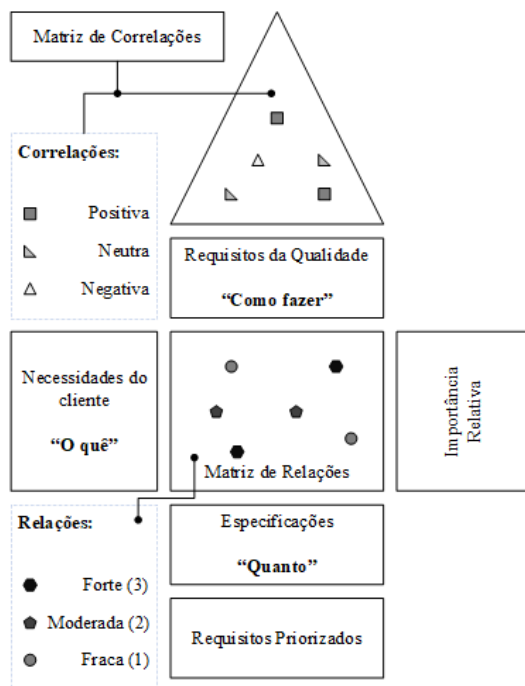 Matriz de Correlações
Correlações:
Positiva
Neutra
Negativa
Requisitos da Qualidade
“Como fazer”
Necessidades do
cliente
“O quê”
Matriz de Relações
Importância
Relativa
Relações:
Forte (3)
Moderada (2)
Fraca (1)
Especificações
“Quanto”
Requisitos Priorizados